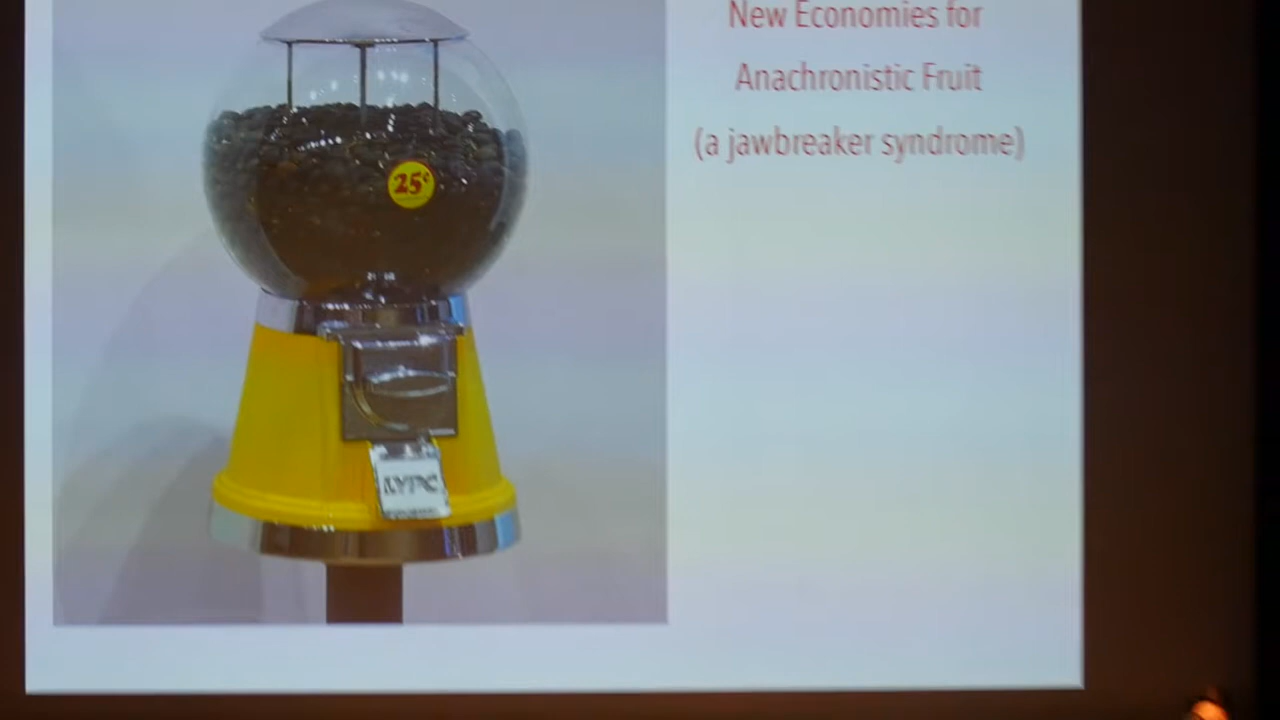 New Economies for
Anachronistic Fruit
(a jawbreaker syndrome)
25¢